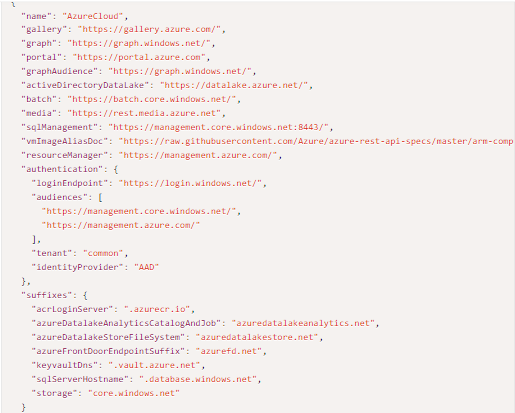 {
"name": "AzureCloud",
"gallery": "https://gallery.azure.com/",
"graph": "https://graph.windows.net/",
"portal": "https://portal.azure.com",
"graphAudience": "https://graph.windows.net/",
"activeDirectoryDataLake": "https://datalake.azure.net/",
"batch": "https://batch.core.windows.net/",
"media": "https://rest.media.azure.net",
"sqlManagement": "https://management.core.windows.net:8443/",
"vmImageAliasDoc": "https://raw.githubusercontent.com/Azure/azure-rest-api-specs/master/arm-comp
"resourceManager": "https://management.azure.com/",
"authentication": {
"loginEndpoint": "https://login.windows.net/",
"audiences": [
"https://management.core.windows.net/",
"https://management.azure.com/"
],
"tenant": "common",
"identityProvider": "AAD"
},
"suffixes": {
"acrLoginServer": ".azurecr.io",
"azureDatalakeAnalyticsCatalogAndJob": "azuredatalakeanalytics.net",
"azureDatalakeStoreFileSystem": "azuredatalakestore.net",
"azureFrontDoorEndpointSuffix": "azurefd.net",
"keyvaultDns": ".vault.azure.net",
"sqlServerHostname": ".database.windows.net",
"storage": "core.windows.net"
}